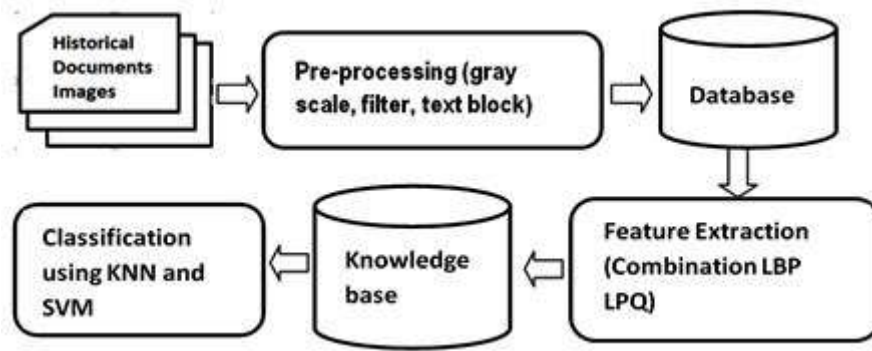 Historical
Documents
Images
Pre-processing (gray
scale, filter, text block)
Database
Feature Extraction
(Combination LBP
LPQ)
Knowledge
base
Classification
using KNN and
SVM